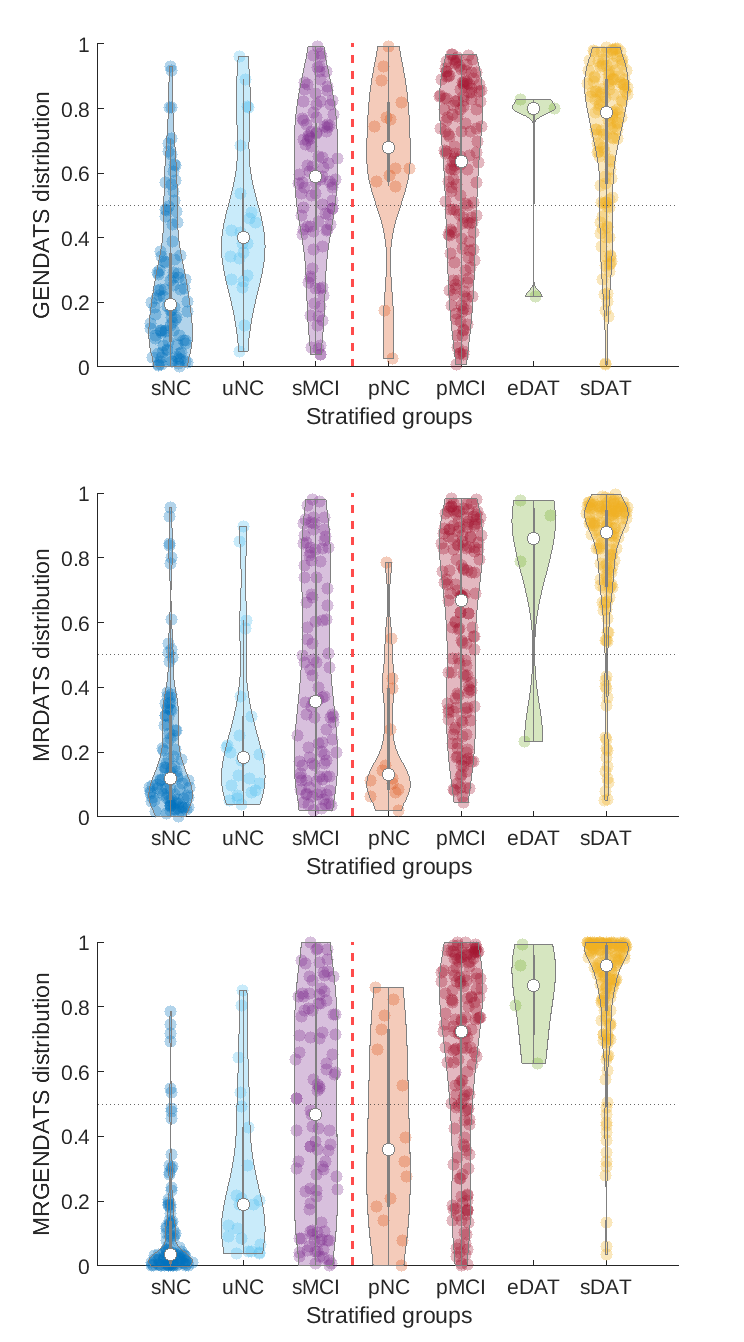 1
0.8
0.6
0.4
0.2
0
GENDATS distribution
sNC uNC sMCI pNC pMCI eDAT sDAT
Stratified groups
1
0.8
0.6
0.4
0.2
0
MRDATS distribution
sNC uNC sMCI pNC pMCI eDAT sDAT
Stratified groups
1
0.8
0.6
0.4
0.2
0
MRGENDATS distribution
sNC uNC sMCI pNC pMCI eDAT sDAT
Stratified groups